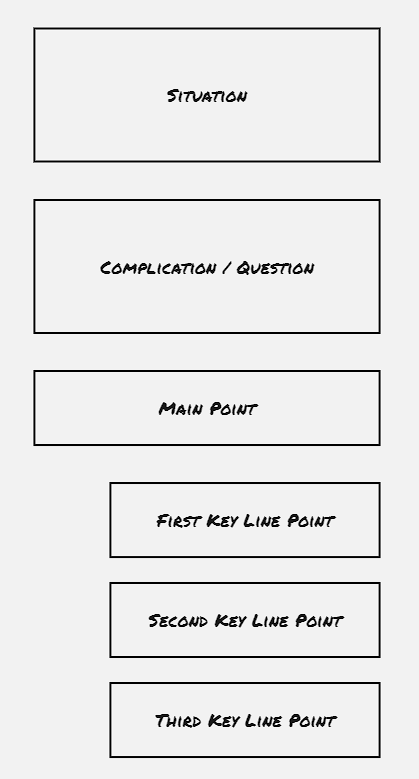 Situation
Complication / Question
Main Point
First Key Line Point
Second Key Line Point
Third Key Line Point